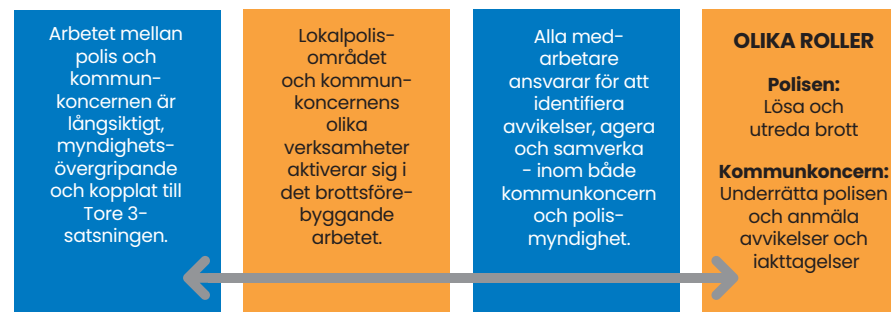 Arbetet mellan
polis och
kommun-
koncernen är
långsiktigt,
myndighets-
övergripande
och kopplat till
Tore 3-
satsningen.
Lokalpolis-
området
och kommun-
koncernens
olika
verksamheter
aktiverar sig i
det brottsföre-
byggande
arbetet.
Alla med-
arbetare
ansvarar för att
identifiera
avvikelser, agera
och samverka
- inom både
kommunkoncern
och polis-
myndighet.
OLIKA ROLLER
Polisen:
Lösa och
utreda brott
Kommunkoncern:
Underrätta polisen
och anmäla
avvikelser och
iakttagelser